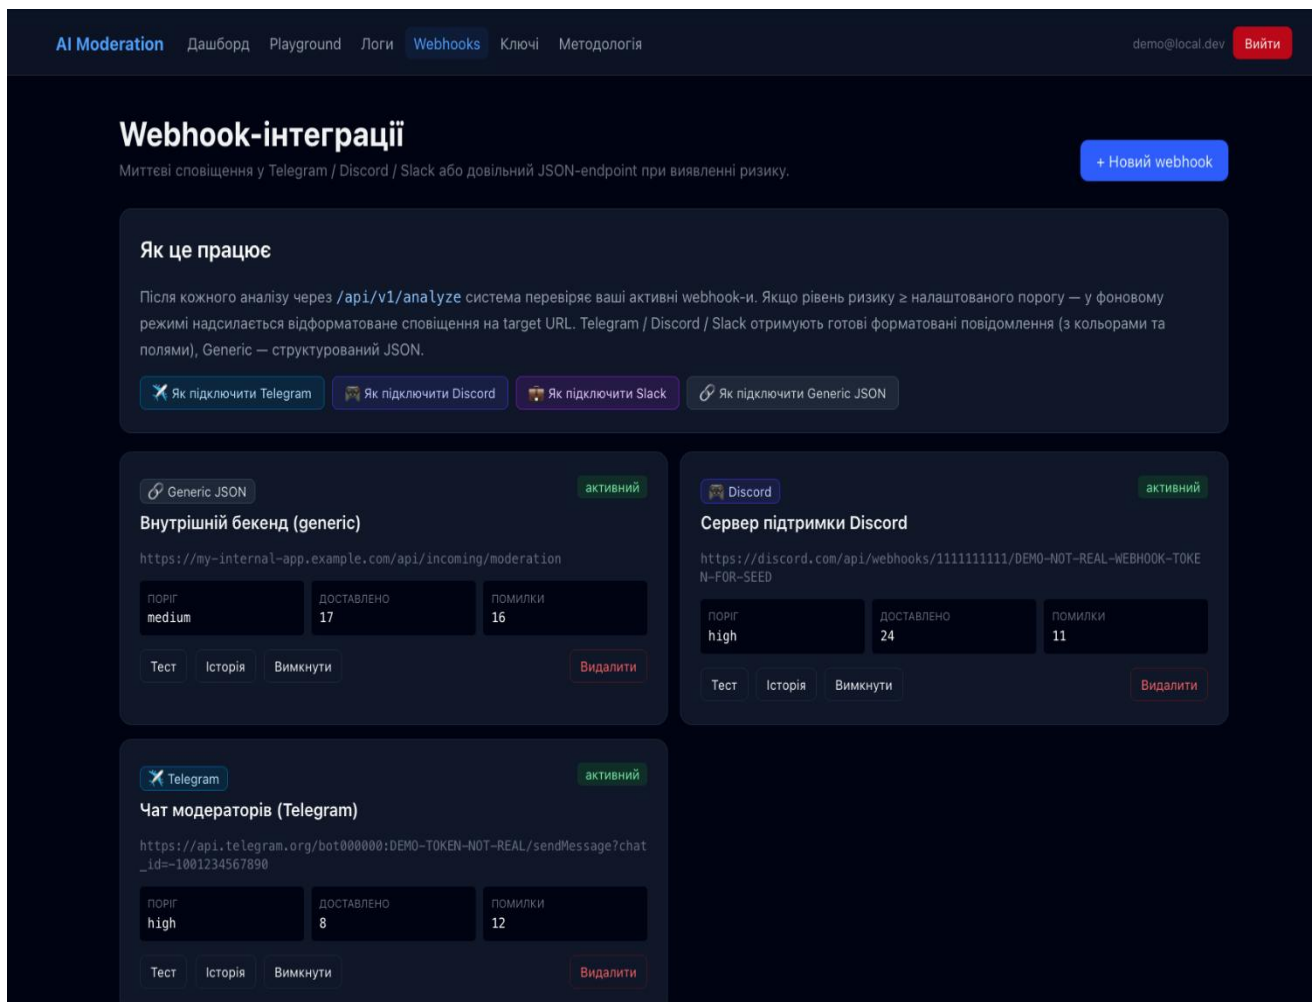 AI Moderation Дашборд Playground Логи Webhooks Ключі Методологія demo@local.dev Вийти
Webhook-інтеграції
Миттєві сповіщення у Telegram / Discord / Slack або довільний JSON-endpoint при виявленні ризику.
+ Новий webhook
Як це працює
Після кожного аналізу через /api/v1/analyze система перевіряє ваші активні webhook-и. Якщо рівень ризику ≥ налаштованого порогу — у фоновому
режимі надсилається відформатоване сповіщення на target URL. Telegram / Discord / Slack отримують готові форматовані повідомлення (з кольорами та
полями), Generic — структурований JSON.
Як підключити Telegram Як підключити Discord Як підключити Slack Як підключити Generic JSON
Generic JSON активний
Внутрішній бекенд (generic)
https://my-internal-app.example.com/api/incoming/moderation
ПОРІГ ДОСТАВЛЕНО ПОМИЛКИ
medium 17 16
Тест Історія Вимкнути Видалити
Discord активний
Сервер підтримки Discord
https://discord.com/api/webhooks/1111111111/DEMO-NOT-REAL-WEBHOOK-TOKE
N-FOR-SEED
ПОРІГ ДОСТАВЛЕНО ПОМИЛКИ
high 24 11
Тест Історія Вимкнути Видалити
Telegram активний
Чат модераторів (Telegram)
https://api.telegram.org/bot000000:DEMO-TOKEN-NOT-REAL/sendMessage?chat
_id=-1001234567890
ПОРІГ ДОСТАВЛЕНО ПОМИЛКИ
high 8 12
Тест Історія Вимкнути Видалити